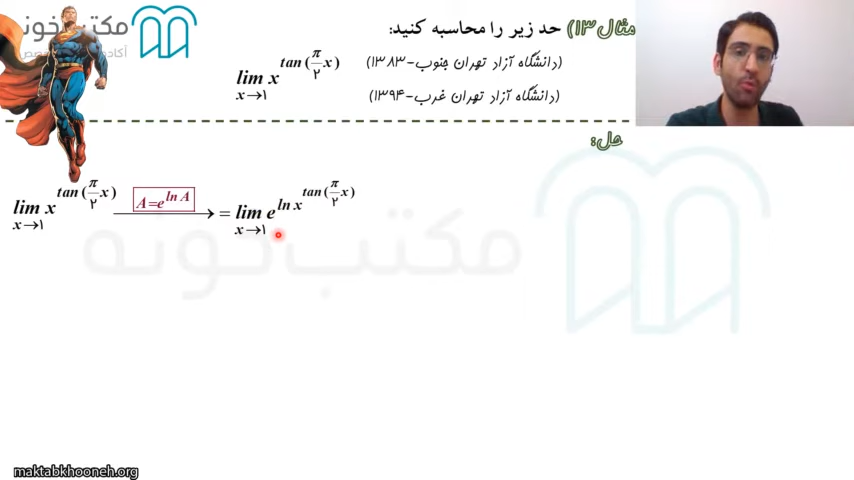 مکتب‌خونه
مثال ۱۳) حد زیر را محاسبه کنید:
lim x^{tan(π/۲ x)} x→۱
(دانشگاه آزاد تهران جنوب-۱۳۸۳)
(دانشگاه آزاد تهران غرب-۱۳۹۴)
حل:
lim x^{tan(π/۲ x)} x→۱ A=e^{ln A} = lim e^{ln x^{tan(π/۲ x)}} x→۱
مکتب‌خونه
maktabkhooneh.org